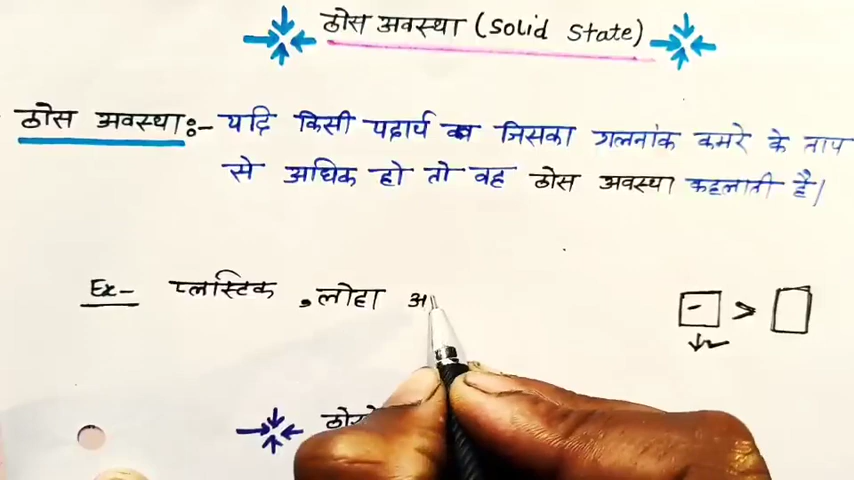 ठोस अवस्था (Solid State)
ठोस अवस्था :- यदि किसी पदार्थ का जिसका गलनांक कमरे के ताप
से अधिक हो तो वह ठोस अवस्था कहलाती है।
Ex- प्लास्टिक , लोहा